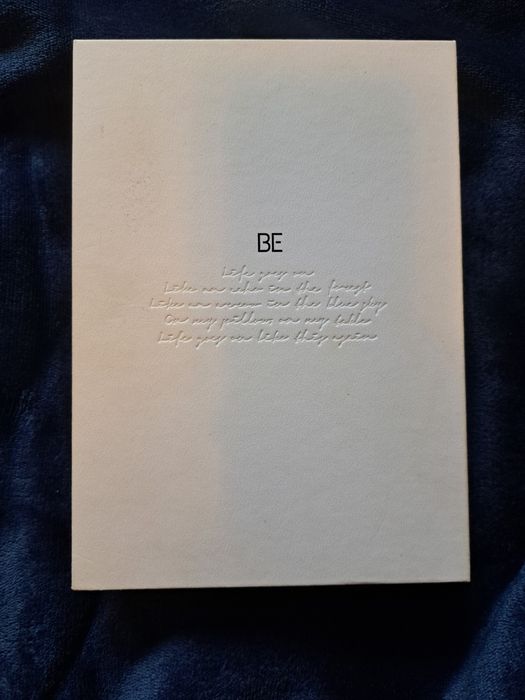 BE
Life goes on
Like an echo in the forest
Like an arrow in the blue sky
On my pillow, on my table
Life goes on like this again